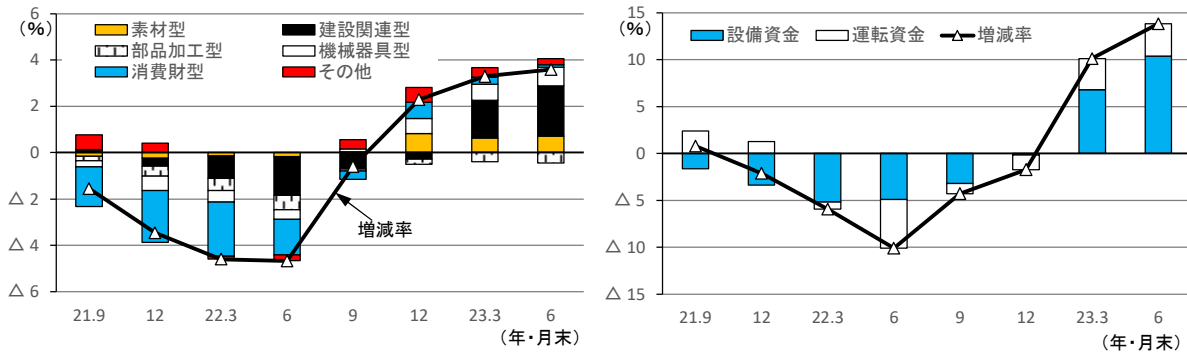 6
(%)
素材型
建設関連型
部品加工型
機械器具型
消費財型
その他
4
2
0
△ 2
△ 4
△ 6
増減率
21.9 12 22.3 6 9 12 23.3 6
(年・月末)
15
(%)
設備資金 運転資金 増減率
10
5
0
△ 5
△ 10
△ 15
21.9 12 22.3 6 9 12 23.3 6
(年・月末)